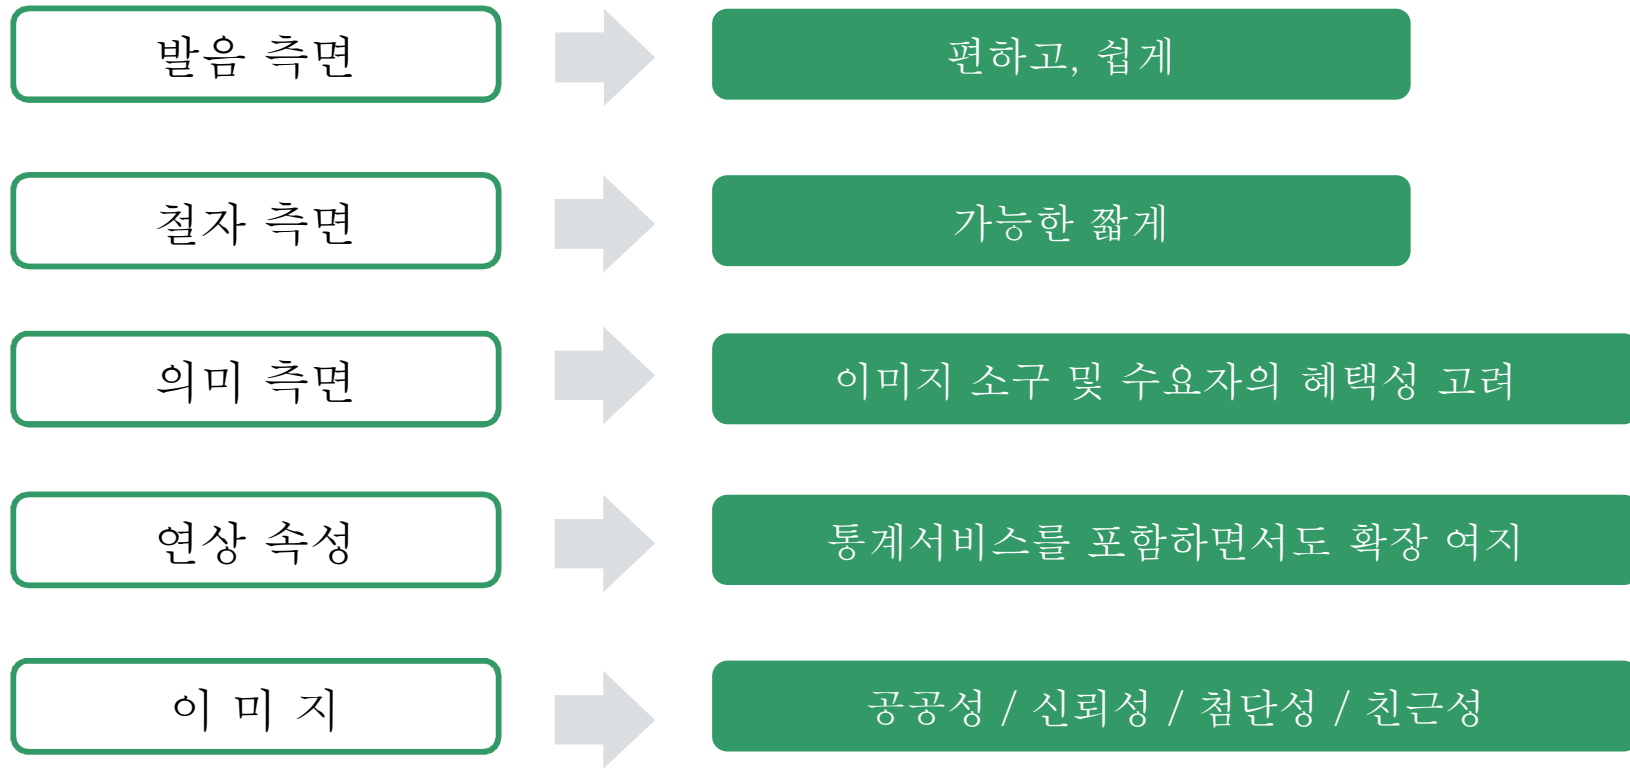 발음 측면
편하고, 쉽게
철자 측면
가능한 짧게
의미 측면
이미지 소구 및 수요자의 혜택성 고려
연상 속성
통계서비스를 포함하면서도 확장 여지
이 미 지
공공성 / 신뢰성 / 첨단성 / 친근성